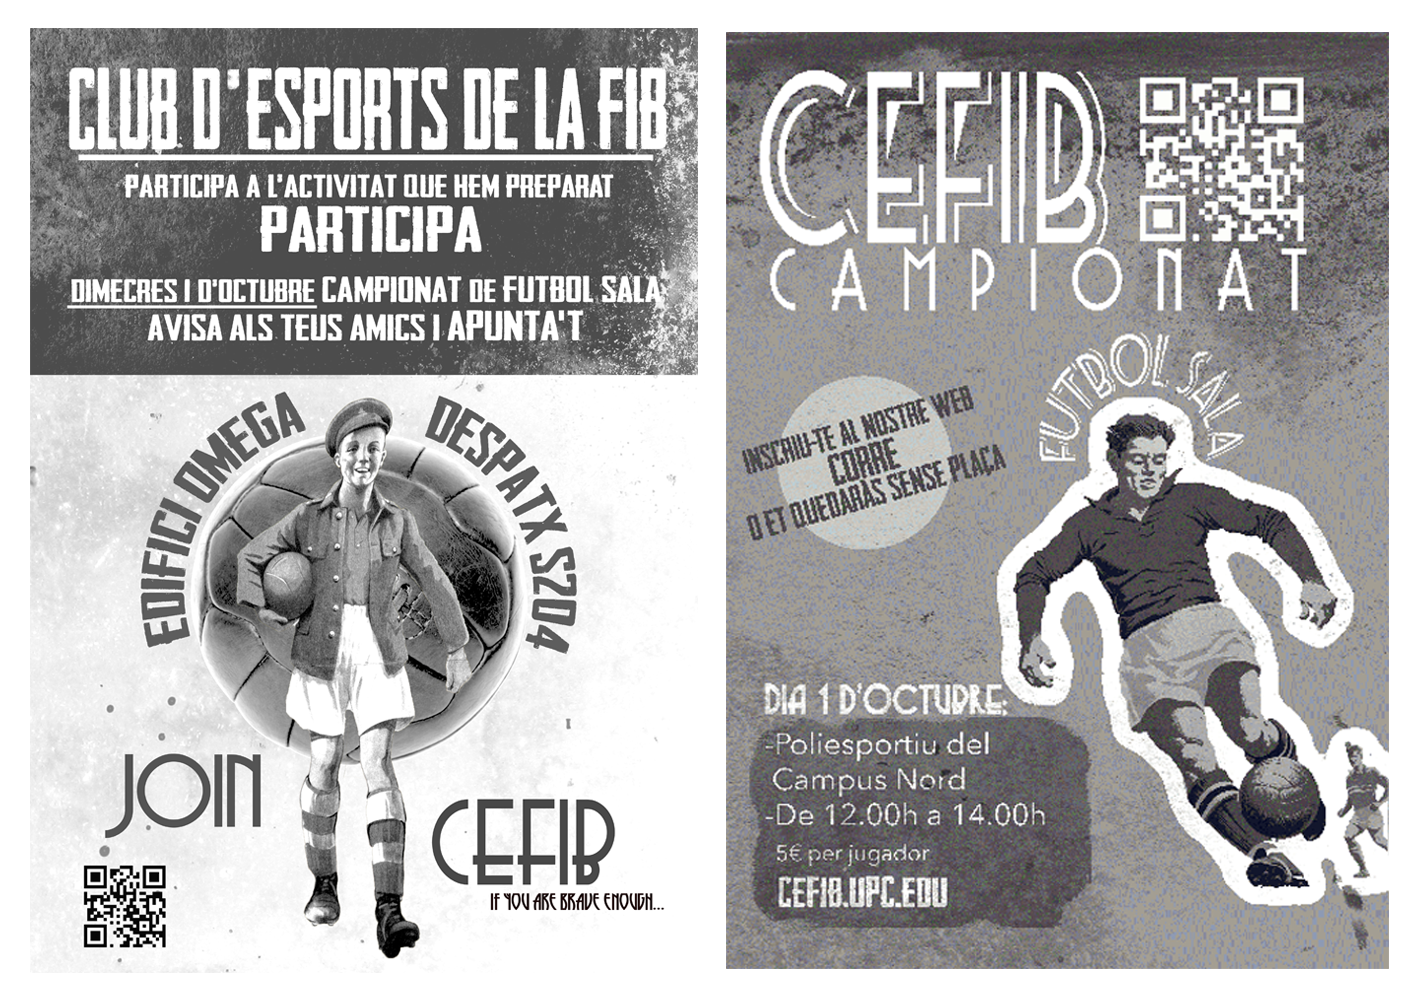 CLUB D'ESPORTS DE LA FIB
PARTICIPA A L'ACTIVITAT QUE HEM PREPARAT
PARTICIPA
DIMECRES 1 D'OCTUBRE CAMPIONAT DE FUTBOL SALA
AVISA ALS TEUS AMICS I APUNTA'T
EDIFICI OMEGA
DESPATX S204
JOIN
CEFIB
IF YOU ARE BRAVE ENOUGH...
CEFIB
CAMPIONAT
FUTBOL SALA
INSCRIU-TE AL NOSTRE WEB
CORRE
O ET QUEDARAS SENSE PLAÇA
DIA 1 D'OCTUBRE:
-Poliesportiu del
Campus Nord
-De 12.00h a 14.00h
5€ per jugador
CEFIB.UPC.EDU